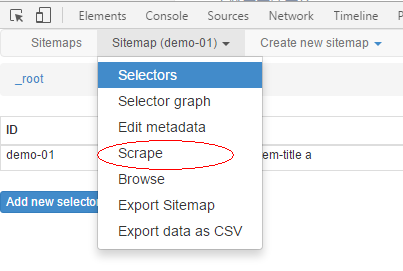 Elements Console Sources Network Timeline P
Sitemaps Sitemap (demo-01) Create new sitemap
_root
Selectors
Selector graph
ID
Edit metadata
demo-01 Scrape em-title a
Browse
Add new selector
Export Sitemap
Export data as CSV